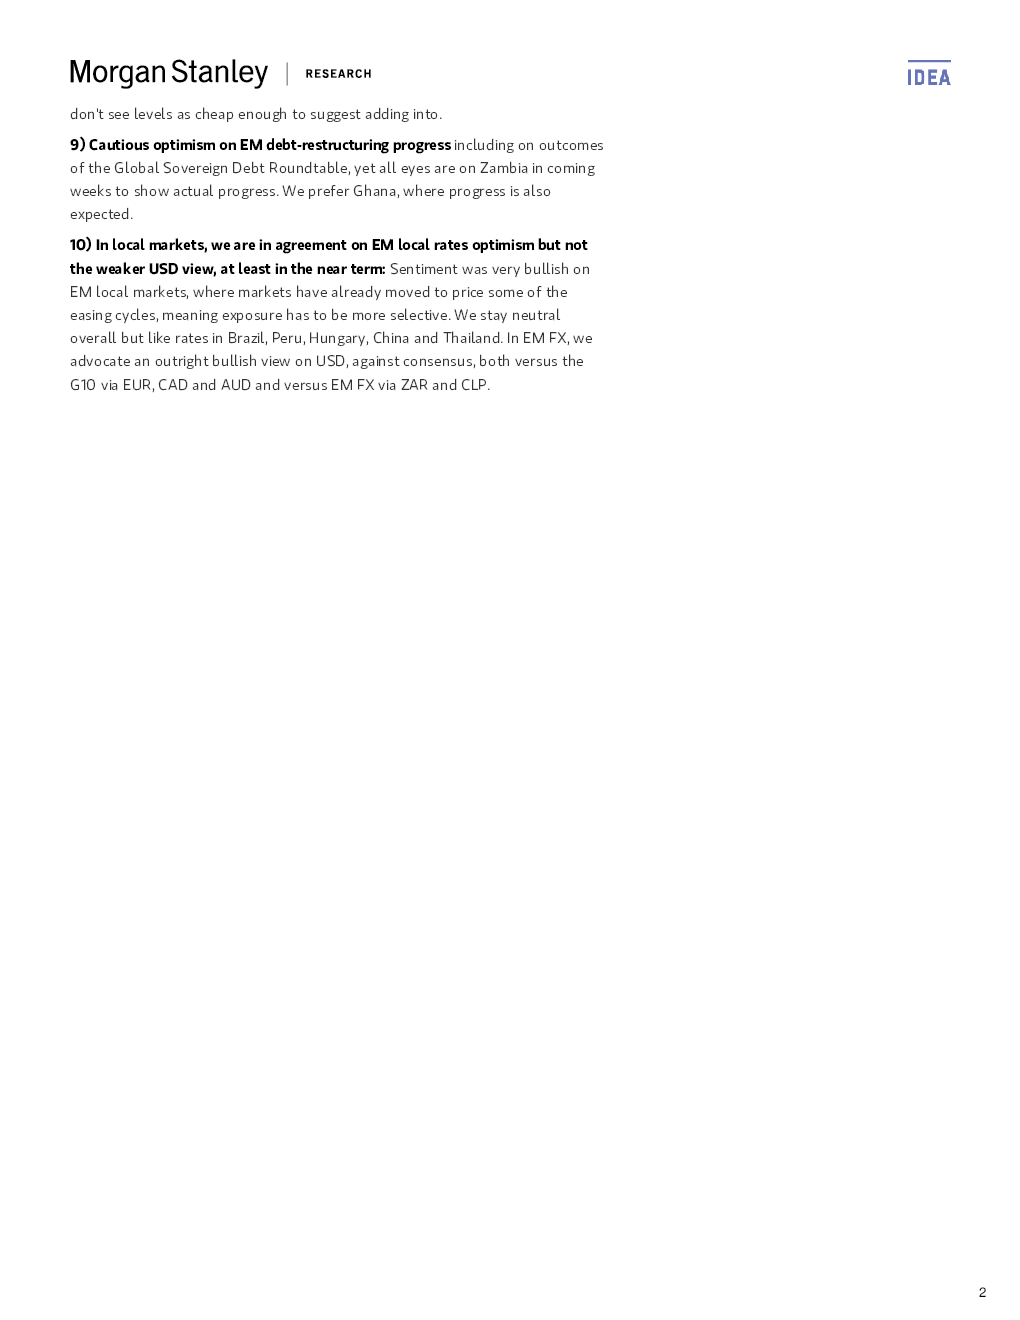 Morgan Stanley | RESEARCH
IDEA
don't see levels as cheap enough to suggest adding into.
9) Cautious optimism on EM debt-restructuring progress including on outcomes
of the Global Sovereign Debt Roundtable, yet all eyes are on Zambia in coming
weeks to show actual progress. We prefer Ghana, where progress is also
expected.
10) In local markets, we are in agreement on EM local rates optimism but not
the weaker USD view, at least in the near term: Sentiment was very bullish on
EM local markets, where markets have already moved to price some of the
easing cycles, meaning exposure has to be more selective. We stay neutral
overall but like rates in Brazil, Peru, Hungary, China and Thailand. In EM FX, we
advocate an outright bullish view on USD, against consensus, both versus the
G10 via EUR, CAD and AUD and versus EM FX via ZAR and CLP.
2